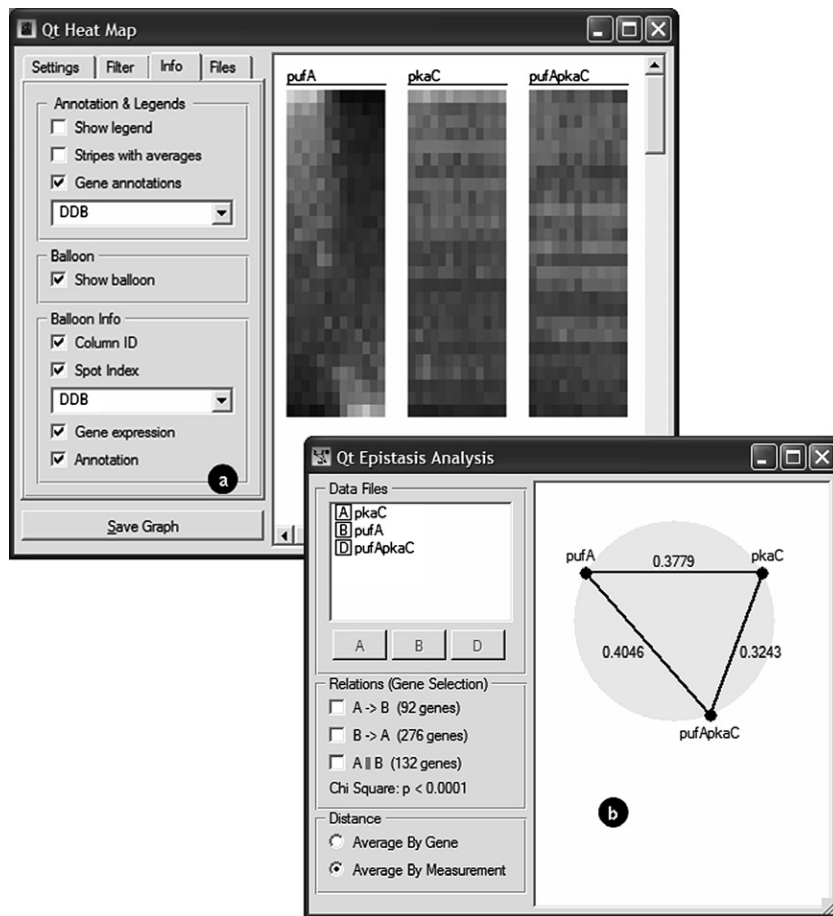 Qt Heat Map
Settings Filter Info Files
Annotation & Legends
Show legend
Stripes with averages
Gene annotations
DDB
Balloon
Show balloon
Balloon Info
Column ID
Spot Index
DDB
Gene expression
Annotation
a
Save Graph
pufA pkaC pufApkaC
Qt Epistasis Analysis
Data Files
A pkaC
B pufA
D pufApkaC
A B D
Relations (Gene Selection)
A -> B (92 genes)
B -> A (276 genes)
A || B (132 genes)
Chi Square: p < 0.0001
Distance
Average By Gene
Average By Measurement
pufA pkaC
0.3779
0.4046 0.3243
pufApkaC
b